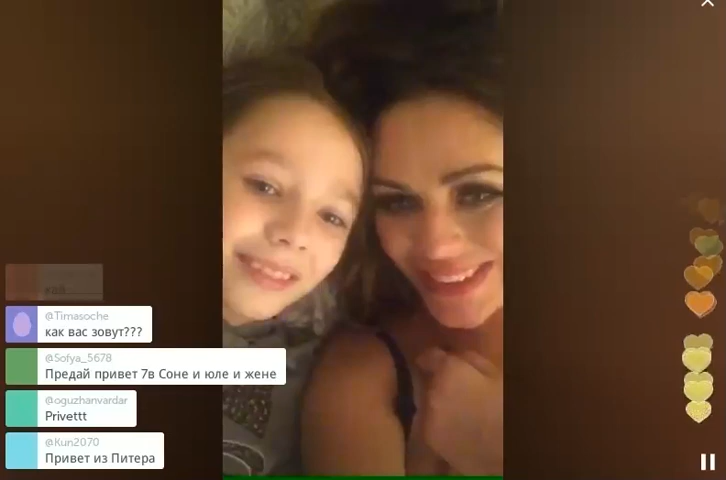 @Timasoche
как вас зовут???
@Sofya_5678
Предай привет 7в Соне и юле и жене
@oguzhanvardar
Privettt
@Kun2070
Привет из Питера